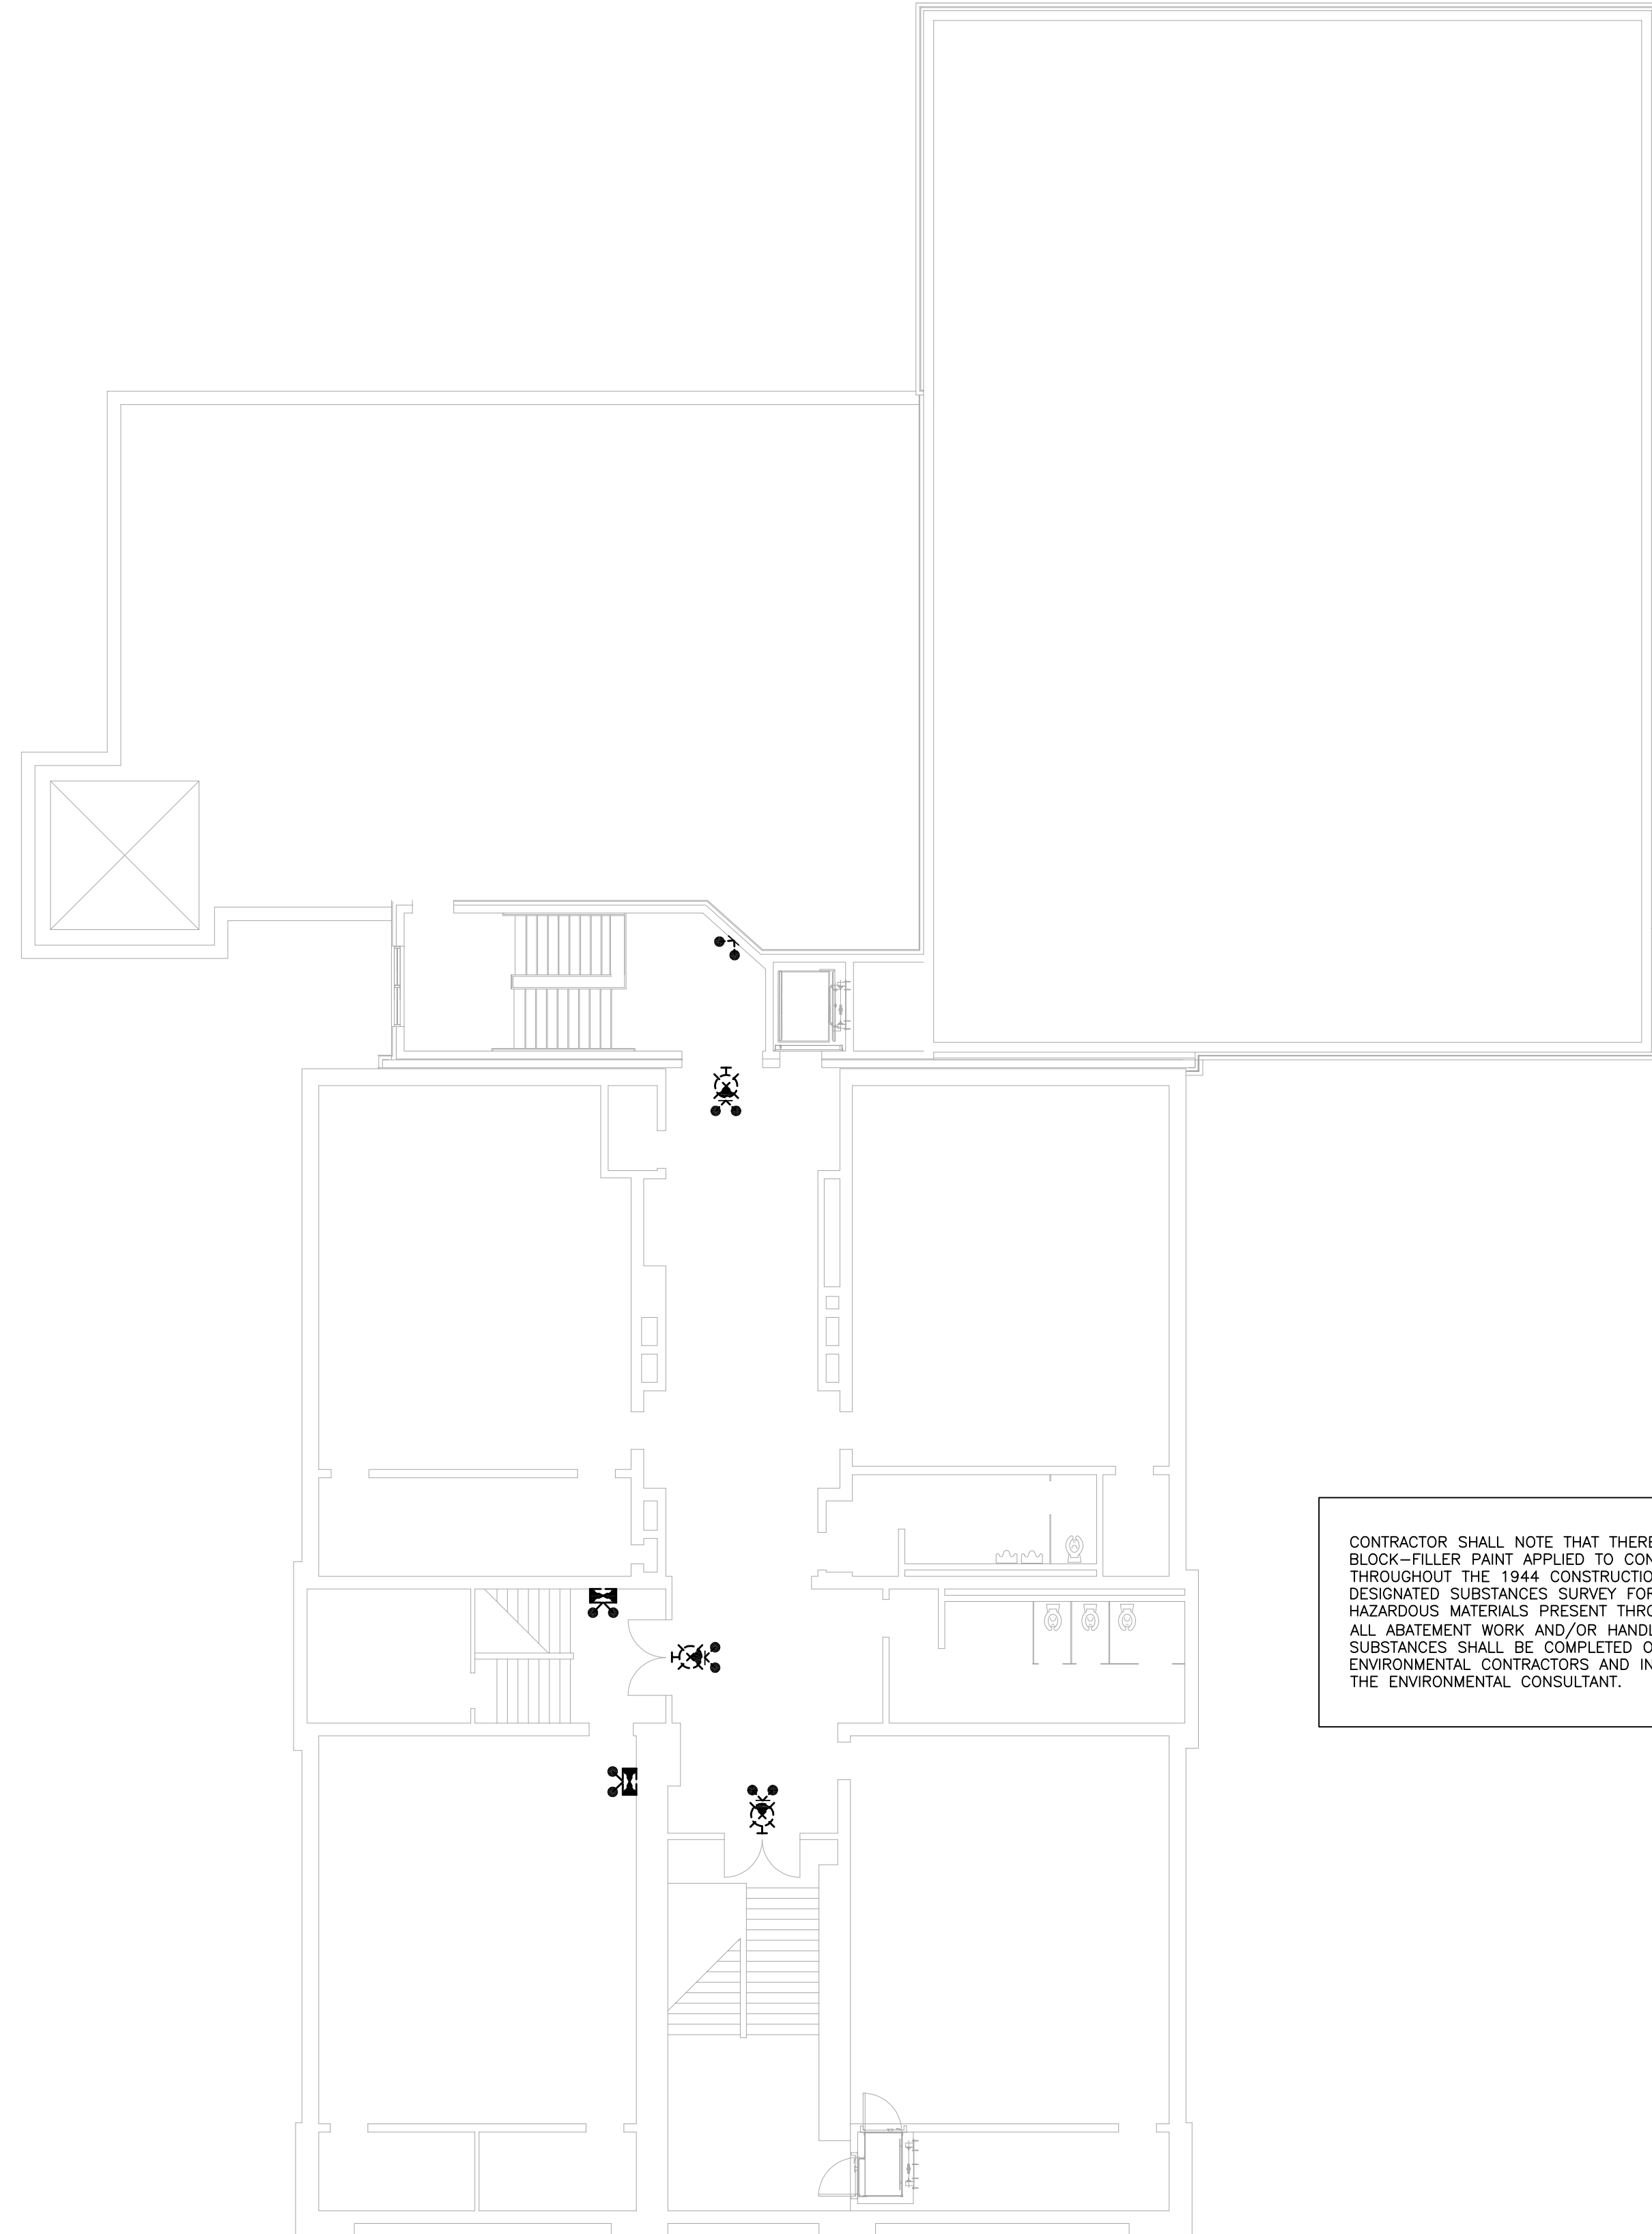 CONTRACTOR SHALL NOTE THAT THERE
BLOCK-FILLER PAINT APPLIED TO CON
THROUGHOUT THE 1944 CONSTRUCTIO
DESIGNATED SUBSTANCES SURVEY FOR
HAZARDOUS MATERIALS PRESENT THRO
ALL ABATEMENT WORK AND/OR HANDL
SUBSTANCES SHALL BE COMPLETED O
ENVIRONMENTAL CONTRACTORS AND IN
THE ENVIRONMENTAL CONSULTANT.